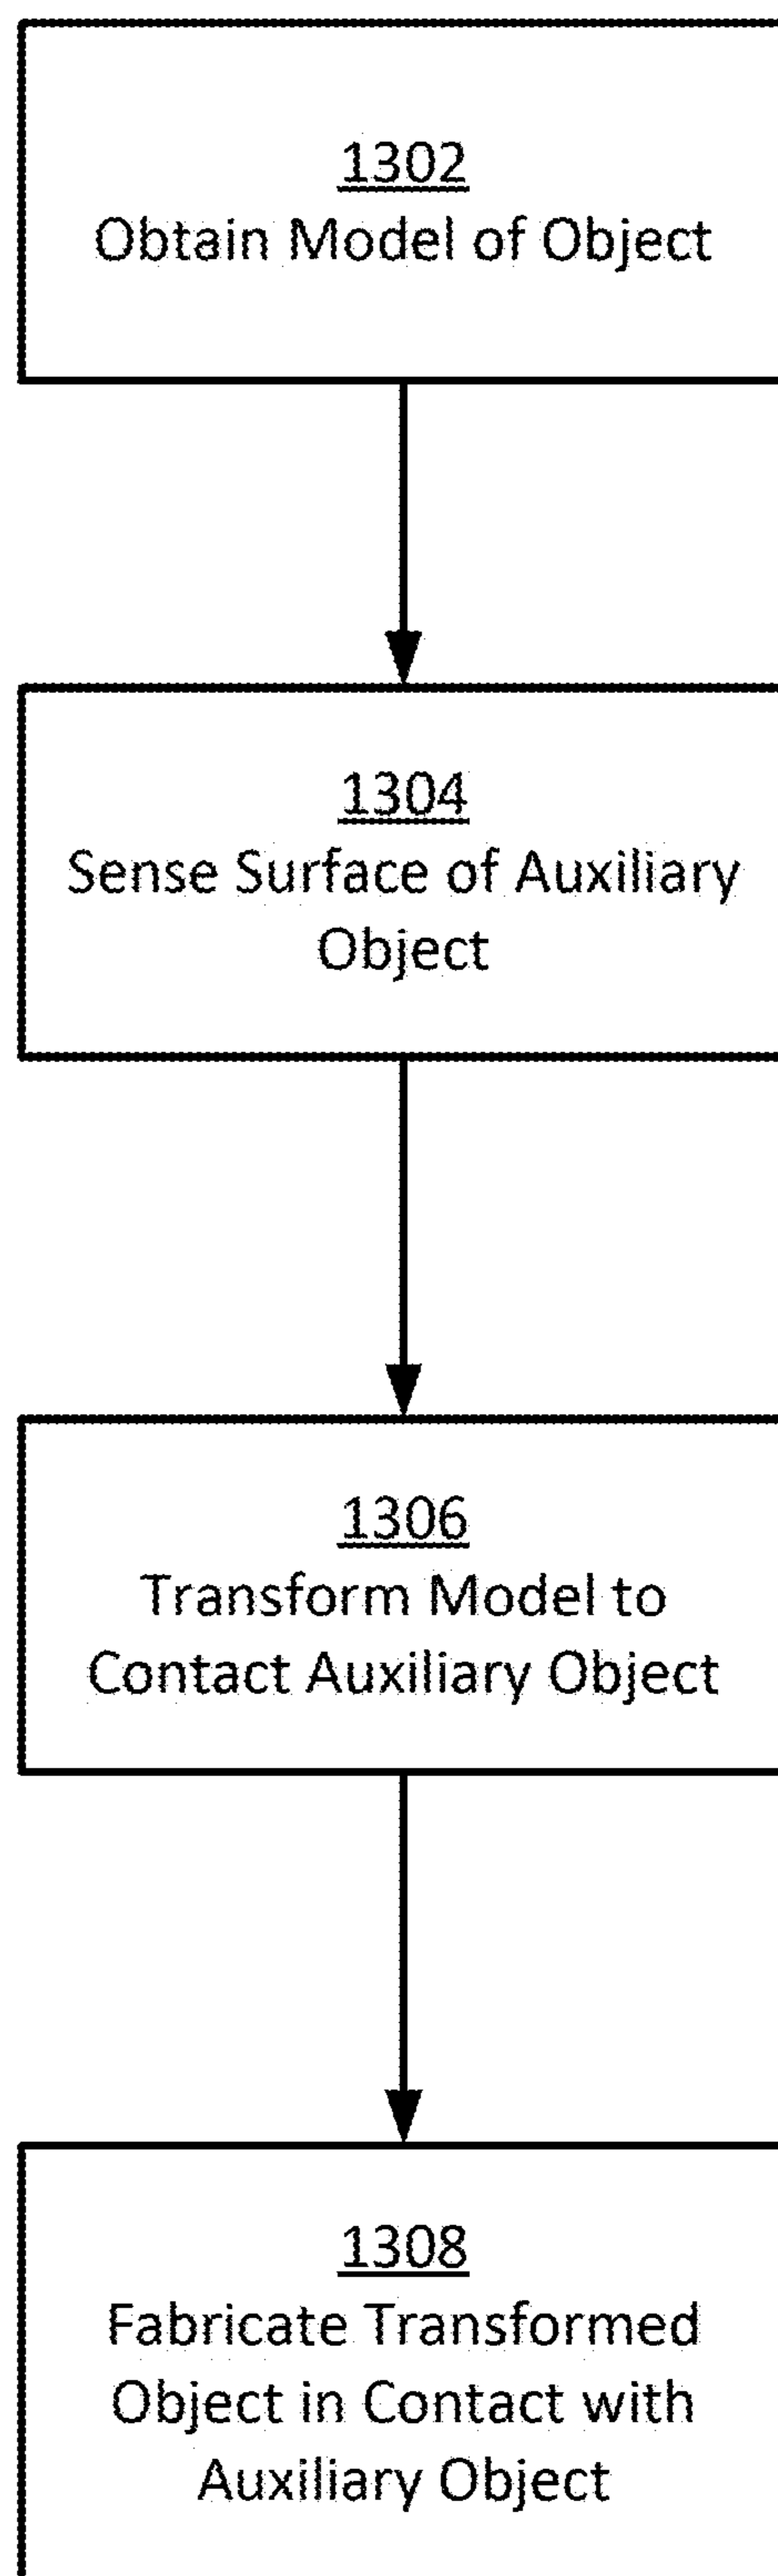 1302
Obtain Model of Object
1304
Sense Surface of Auxiliary
Object
1306
Transform Model to
Contact Auxiliary Object
1308
Fabricate Transformed
Object in Contact with
Auxiliary Object